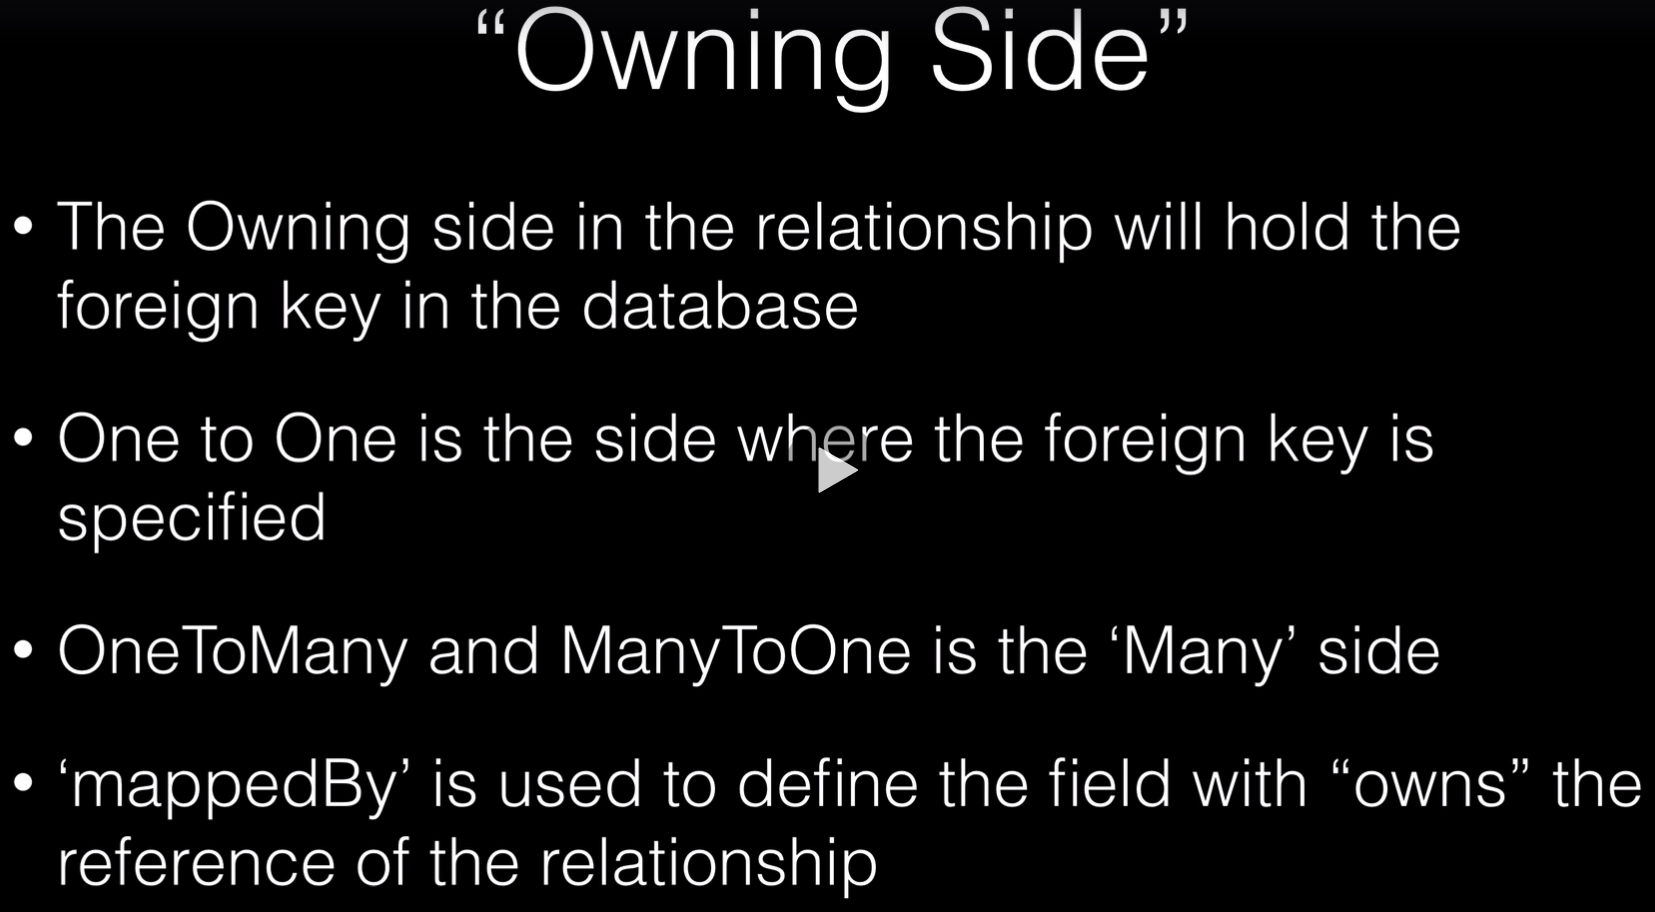 “Owning Side”
• The Owning side in the relationship will hold the
foreign key in the database
• One to One is the side where the foreign key is
specified
• OneToMany and ManyToOne is the ‘Many’ side
• ‘mappedBy’ is used to define the field with “owns” the
reference of the relationship